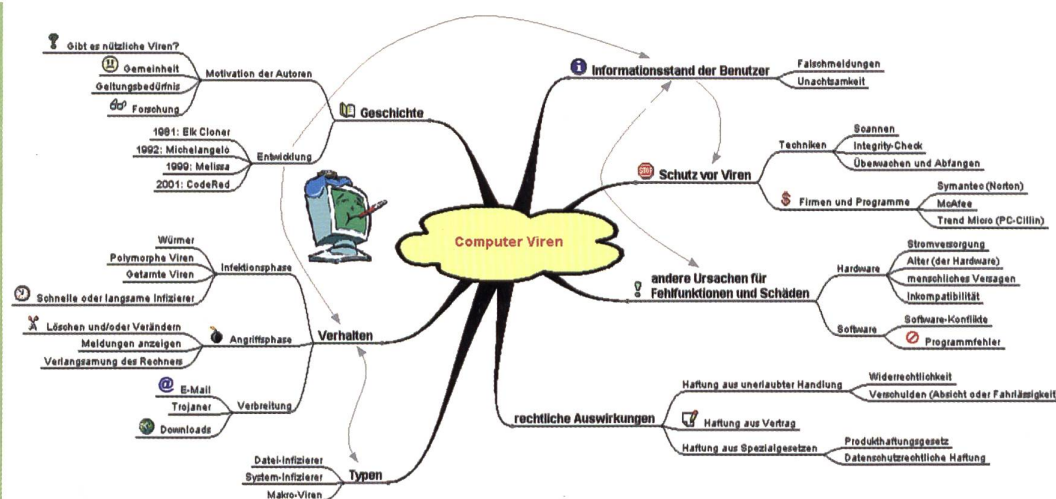 Computer Viren
Geschichte
Motivation der Autoren
Gibt es nützliche Viren?
Gemeinheit
Geltungsbedürfnis
Forschung
Entwicklung
1981: Elk Cloner
1992: Michelangelo
1999: Melissa
2001: CodeRed
Verhalten
Infektionsphase
Würmer
Polymorphe Viren
Getarnte Viren
Schnelle oder langsame Infizierer
Angriffsphase
Löschen und/oder Verändern
Meldungen anzeigen
Verlangsamung des Rechners
Verbreitung
@ E-Mail
Trojaner
Downloads
Typen
Datei-Infizierer
System-Infizierer
Makro-Viren
Informationsstand der Benutzer
Falschmeldungen
Unachtsamkeit
STOP Schutz vor Viren
Techniken
Scannen
Integrity-Check
Überwachen und Abfangen
$ Firmen und Programme
Symantec (Norton)
McAfee
Trend Micro (PC-Cillin)
andere Ursachen für
Fehlfunktionen und Schäden
Hardware
Stromversorgung
Alter (der Hardware)
menschliches Versagen
Inkompatibilität
Software
Software-Konflikte
Programmfehler
rechtliche Auswirkungen
Haftung aus unerlaubter Handlung
Widerrechtlichkeit
Verschulden (Absicht oder Fahrlässigkeit
Haftung aus Vertrag
Haftung aus Spezialgesetzen
Produkthaftungsgesetz
Datenschutzrechtliche Haftung